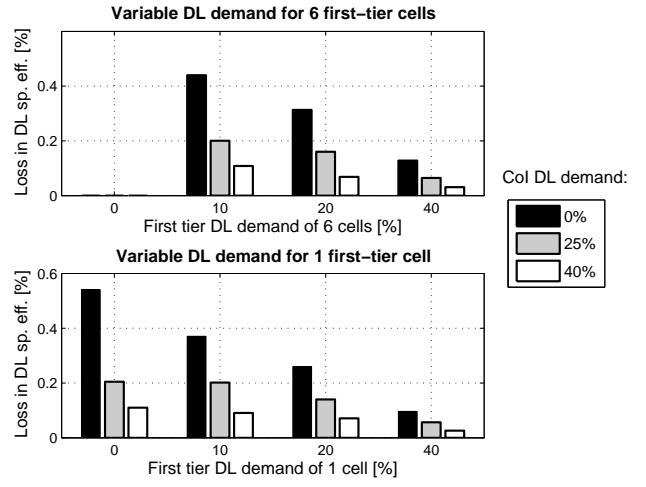 Variable DL demand for 6 first−tier cells
Loss in DL sp. eff. [%]
0.4
0.2
0
0 10 20 40
First tier DL demand of 6 cells [%]
CoI DL demand:
0%
25%
40%
Variable DL demand for 1 first−tier cell
Loss in DL sp. eff. [%]
0.6
0.4
0.2
0
0 10 20 40
First tier DL demand of 1 cell [%]